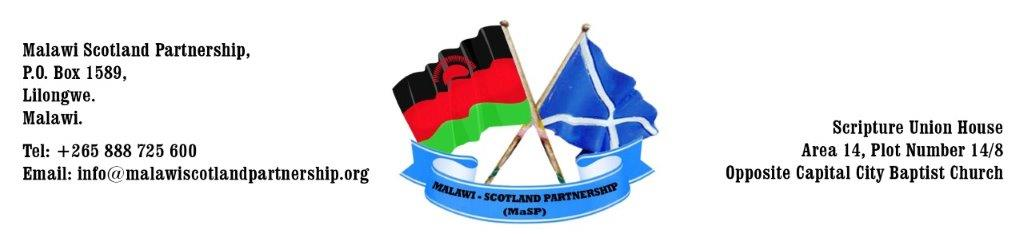 Malawi Scotland Partnership,
P.O. Box 1589,
Lilongwe.
Malawi.
Tel: +265 888 725 600
Email: info@malawiscotlandpartnership.org
MALAWI - SCOTLAND PARTNERSHIP
(MaSP)
Scripture Union House
Area 14, Plot Number 14/8
Opposite Capital City Baptist Church